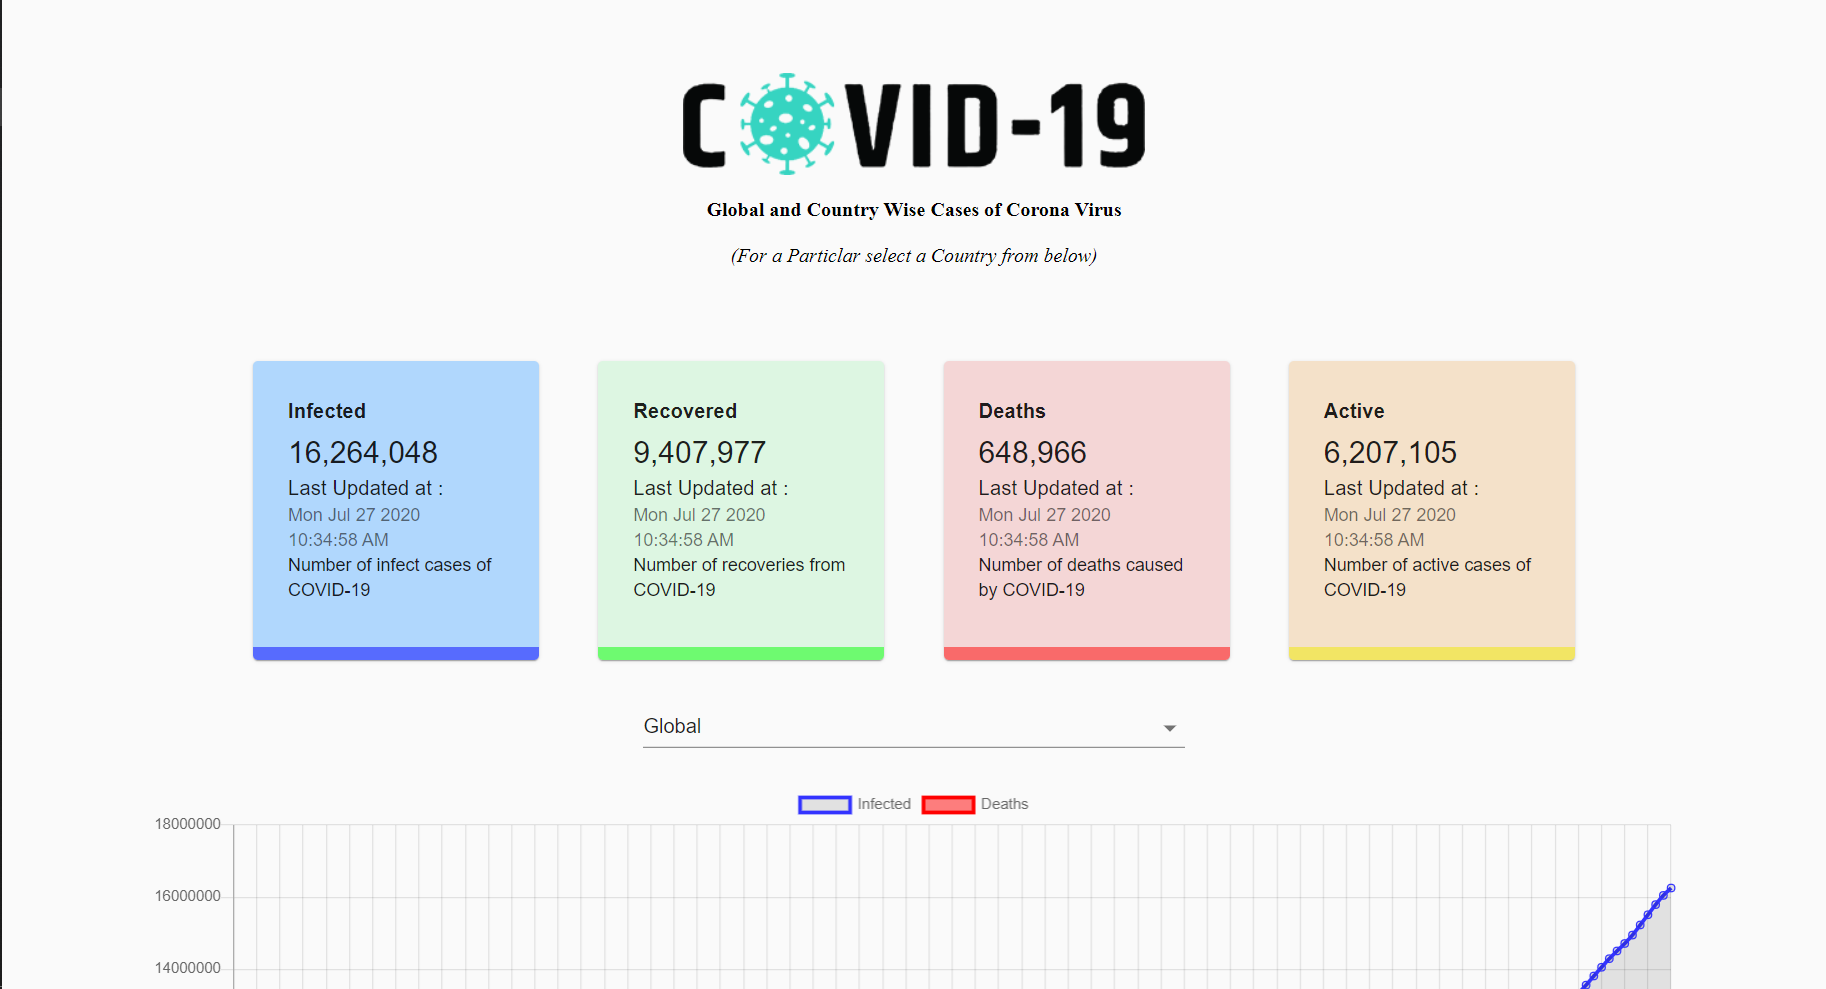 COVID-19
Global and Country Wise Cases of Corona Virus
(For a Particlar select a Country from below)
Infected
16,264,048
Last Updated at :
Mon Jul 27 2020
10:34:58 AM
Number of infect cases of
COVID-19
Recovered
9,407,977
Last Updated at :
Mon Jul 27 2020
10:34:58 AM
Number of recoveries from
COVID-19
Deaths
648,966
Last Updated at :
Mon Jul 27 2020
10:34:58 AM
Number of deaths caused
by COVID-19
Active
6,207,105
Last Updated at :
Mon Jul 27 2020
10:34:58 AM
Number of active cases of
COVID-19
Global
Infected Deaths
18000000
16000000
14000000